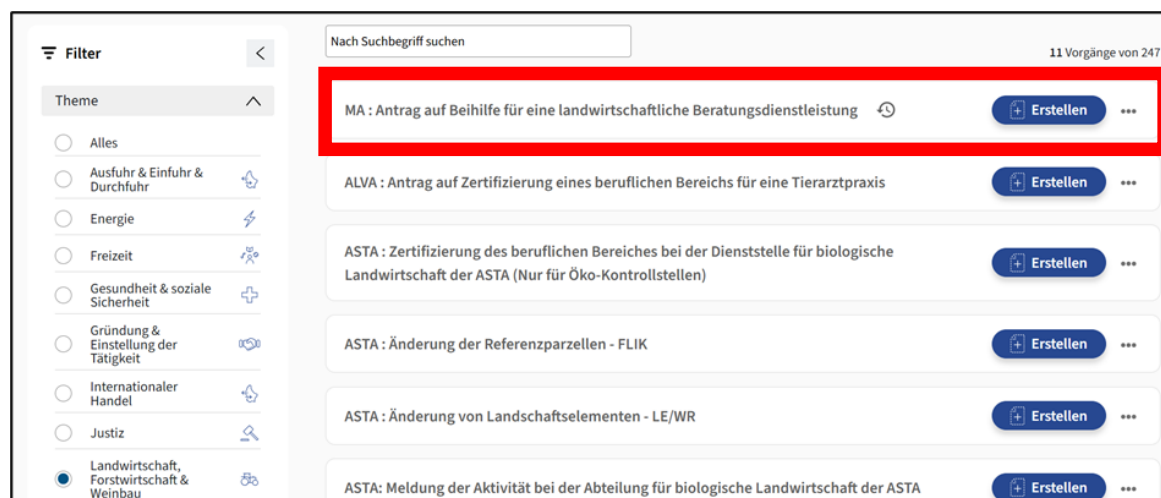 Filter
Theme
Alles
Ausfuhr & Einfuhr &
Durchfuhr
Energie
Freizeit
Gesundheit & soziale
Sicherheit
Gründung &
Einstellung der
Tätigkeit
Internationaler
Handel
Justiz
Landwirtschaft,
Forstwirtschaft &
Weinbau
Nach Suchbegriff suchen
11 Vorgänge von 247
MA : Antrag auf Beihilfe für eine landwirtschaftliche Beratungsdienstleistung
Erstellen
ALVA : Antrag auf Zertifizierung eines beruflichen Bereichs für eine Tierarztpraxis
Erstellen
ASTA : Zertifizierung des beruflichen Bereiches bei der Dienststelle für biologische
Landwirtschaft der ASTA (Nur für Öko-Kontrollstellen)
Erstellen
ASTA : Änderung der Referenzparzellen - FLIK
Erstellen
ASTA : Änderung von Landschaftselementen - LE/WR
Erstellen
ASTA: Meldung der Aktivität bei der Abteilung für biologische Landwirtschaft der ASTA
Erstellen